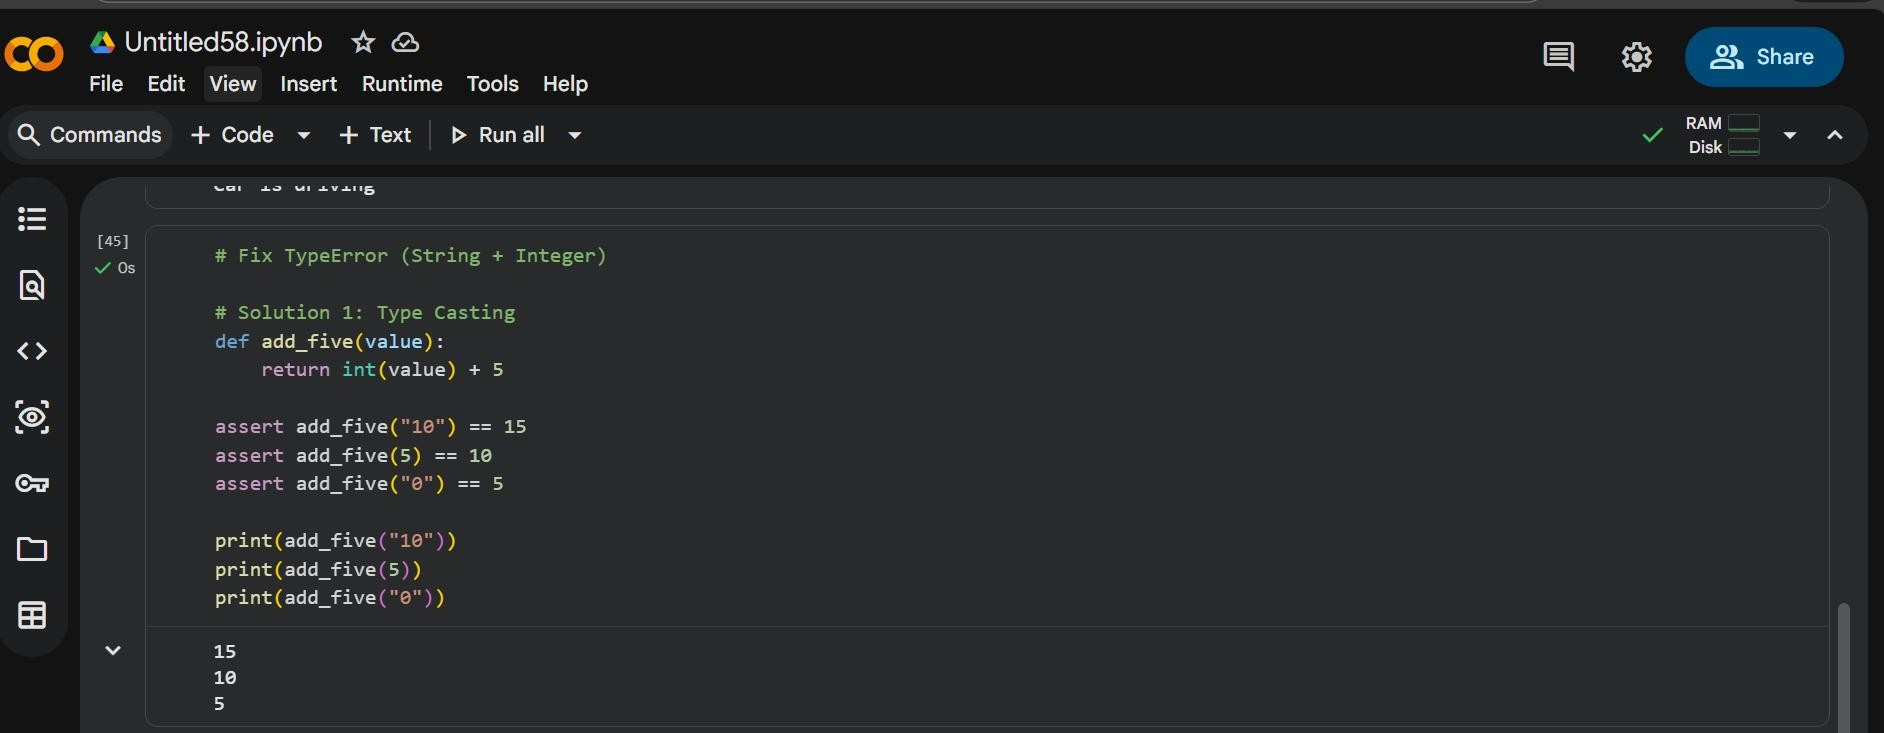 Untitled58.ipynb
File Edit View Insert Runtime Tools Help
Share
Commands + Code + Text Run all
RAM
Disk
Car is driving
[45]
0s
# Fix TypeError (String + Integer)
# Solution 1: Type Casting
def add_five(value):
return int(value) + 5
assert add_five("10") == 15
assert add_five(5) == 10
assert add_five("0") == 5
print(add_five("10"))
print(add_five(5))
print(add_five("0"))
15
10
5